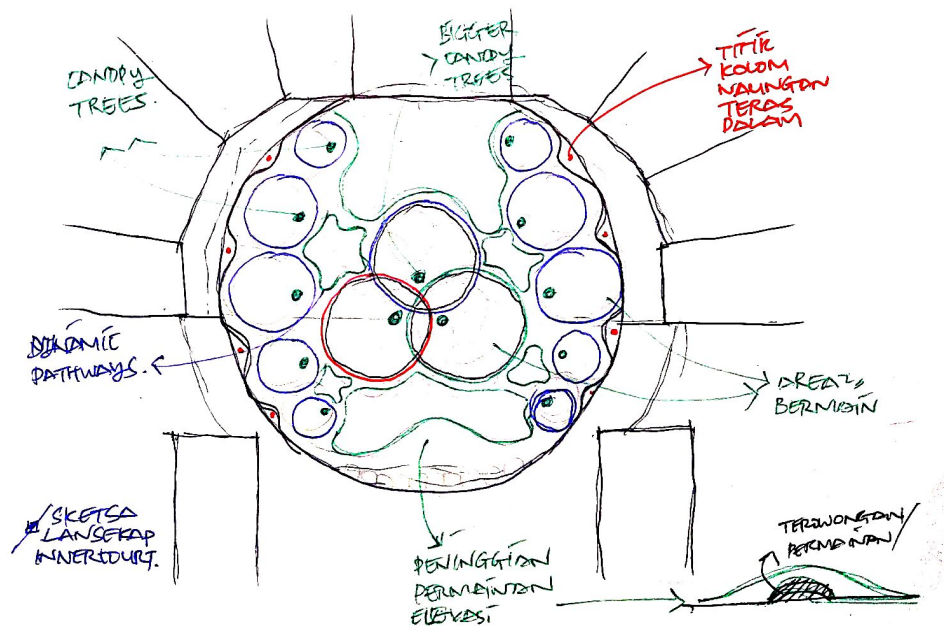 CANOPY
TREES.
BIGGER
CANOPY
TREES
TITIK
KOLOM
NAUNGAN
TERAS
DALAM
DYNAMIC
PATHWAYS.
AREA2
BERMAIN
SKETSA
LANSEKAP
INNERCOURT.
PENINGGIAN
PERMAINAN
ELEVASI
TEROWONGAN
PERMAINAN